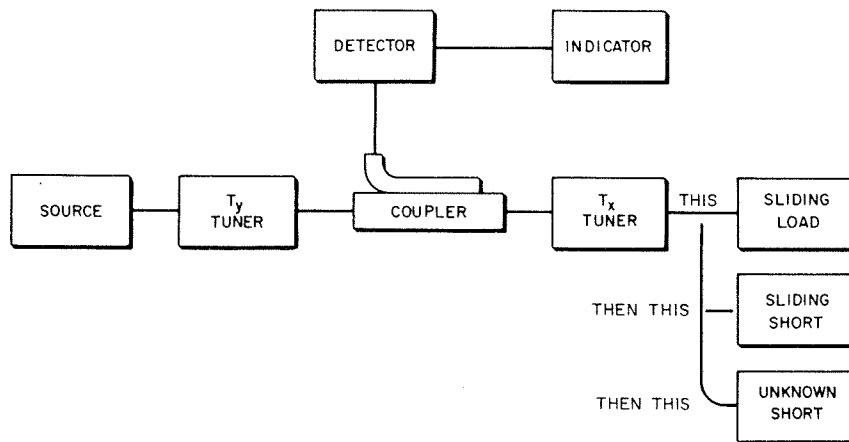 DETECTOR
INDICATOR
SOURCE
Ty
TUNER
COUPLER
Tx
TUNER
THIS
SLIDING
LOAD
THEN THIS
SLIDING
SHORT
THEN THIS
UNKNOWN
SHORT